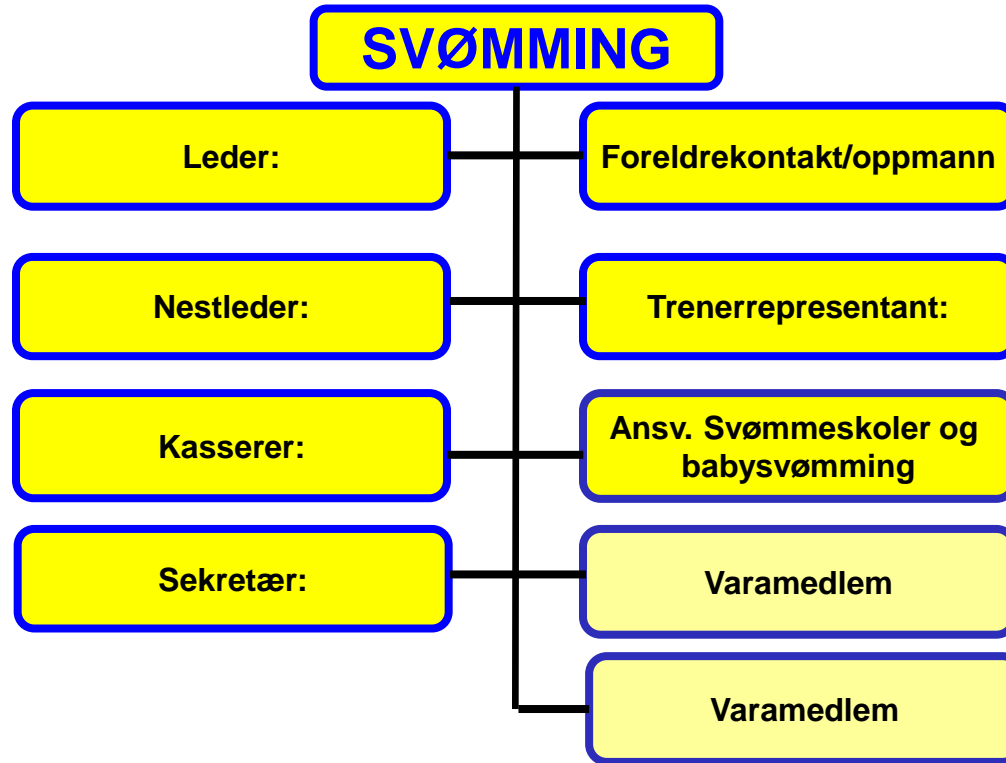 SVØMMING
Leder:
Foreldrekontakt/oppmann
Nestleder:
Trenerrepresentant:
Kasserer:
Ansv. Svømmeskoler og
babysvømming
Sekretær:
Varamedlem
Varamedlem